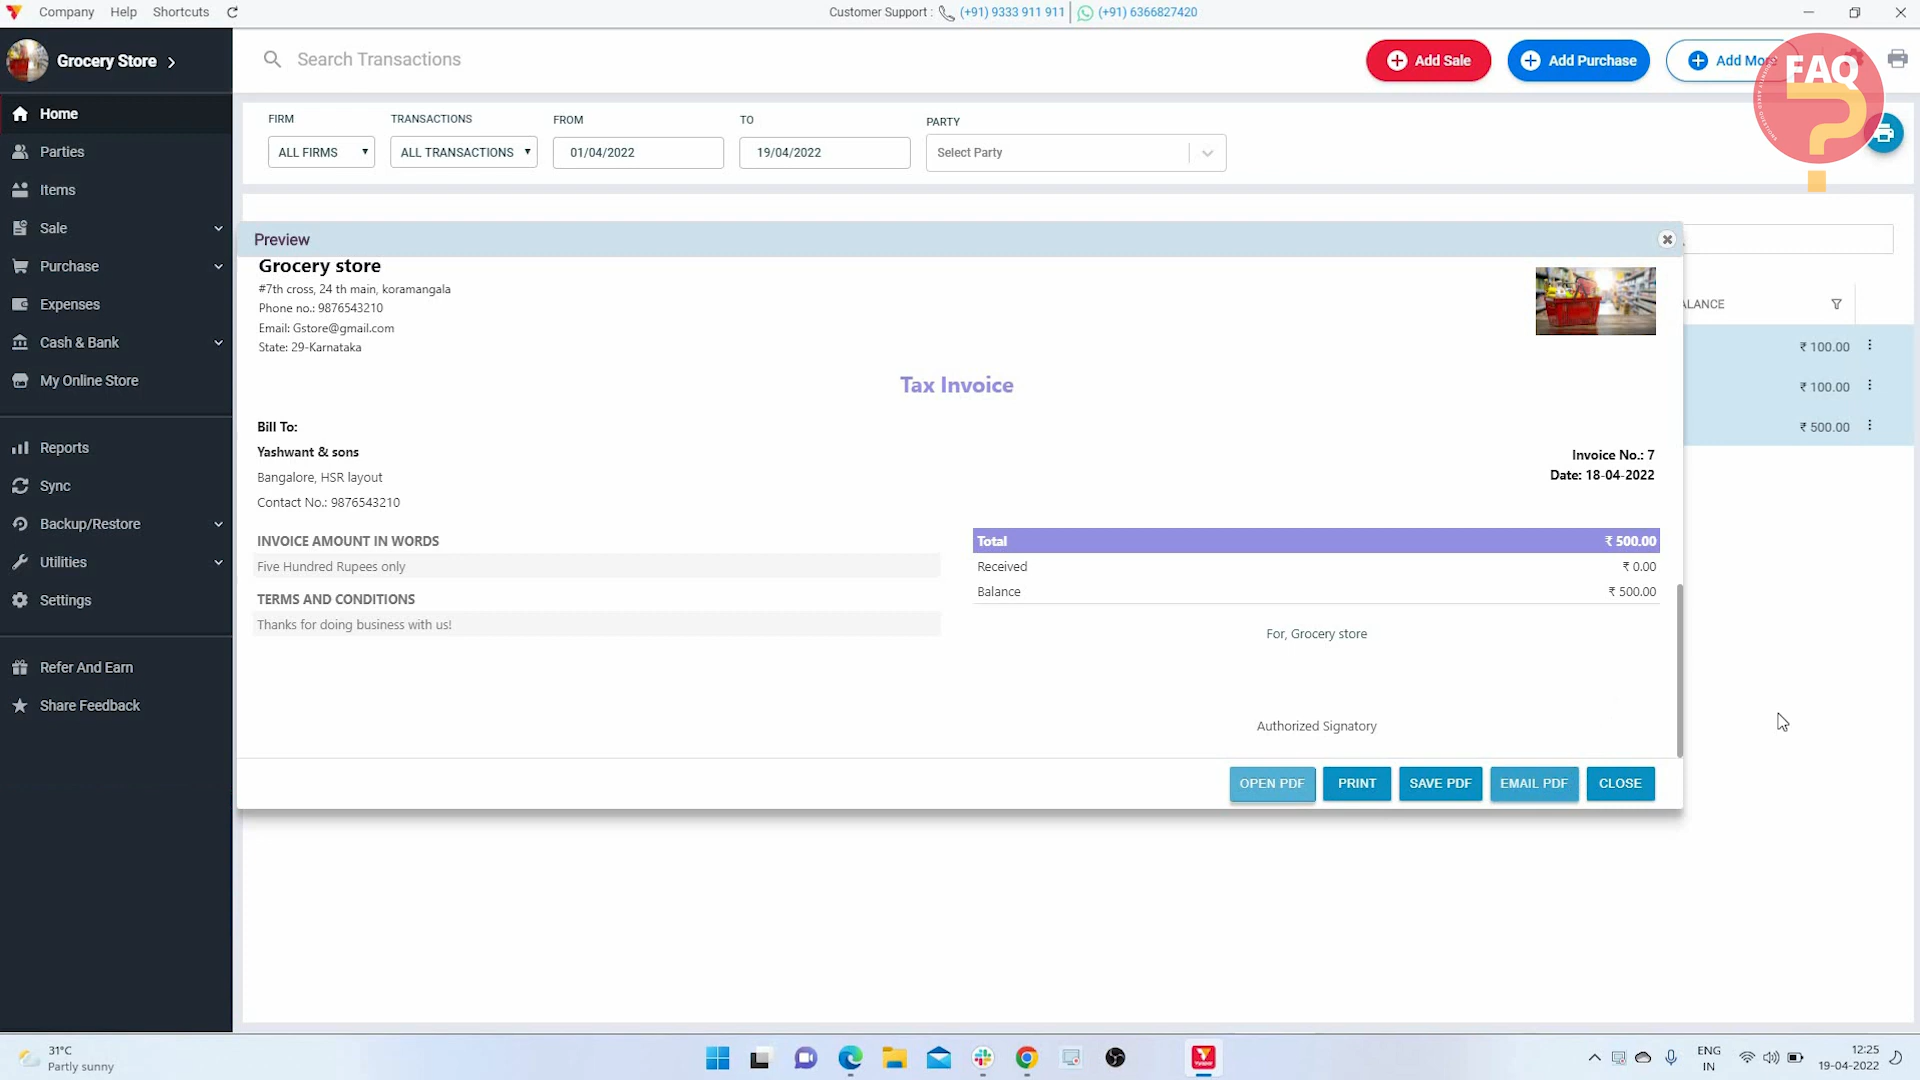 Company Help Shortcuts
Customer Support : (+91) 9333 911 911 (+91) 6366827420
Grocery Store
Search Transactions
Add Sale
Add Purchase
FAQ
Home
Parties
Items
Sale
Purchase
Expenses
Cash & Bank
My Online Store
Reports
Sync
Backup/Restore
Utilities
Settings
Refer And Earn
Share Feedback
FIRM TRANSACTIONS FROM TO PARTY
ALL FIRMS ALL TRANSACTIONS 01/04/2022 19/04/2022 Select Party
Preview
Grocery store
#7th cross, 24 th main, koramangala
Phone no.: 9876543210
Email: Gstore@gmail.com
State: 29-Karnataka
Tax Invoice
Bill To:
Yashwant & sons
Bangalore, HSR layout
Contact No.: 9876543210
Invoice No.: 7
Date: 18-04-2022
INVOICE AMOUNT IN WORDS
Five Hundred Rupees only
TERMS AND CONDITIONS
Thanks for doing business with us!
Total ₹ 500.00
Received ₹ 0.00
Balance ₹ 500.00
For, Grocery store
Authorized Signatory
OPEN PDF PRINT SAVE PDF EMAIL PDF CLOSE
ALANCE
₹ 100.00
₹ 100.00
₹ 500.00
31°C
Partly sunny
ENG
IN
12:25
19-04-2022